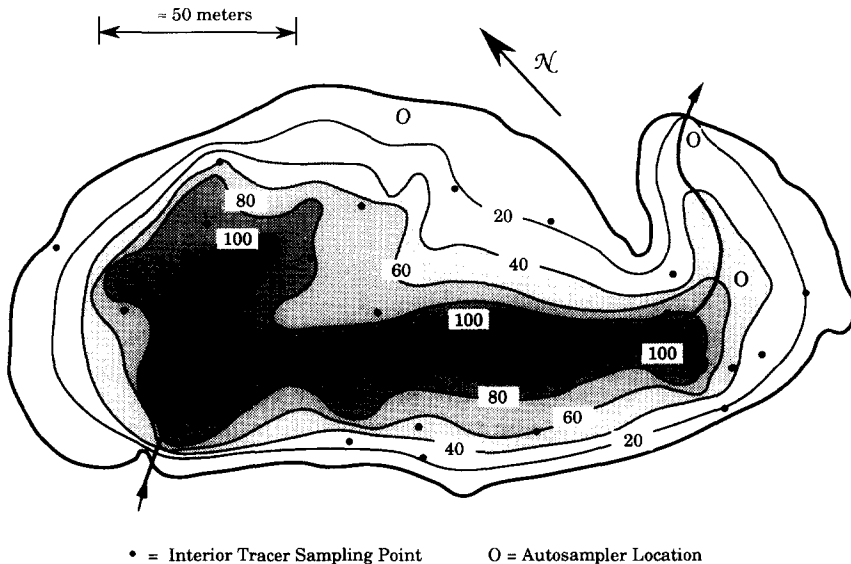 = 50 meters
N
O
O
80
20
100
60
40
O
100
100
80
60
40
20
• = Interior Tracer Sampling Point O = Autosampler Location